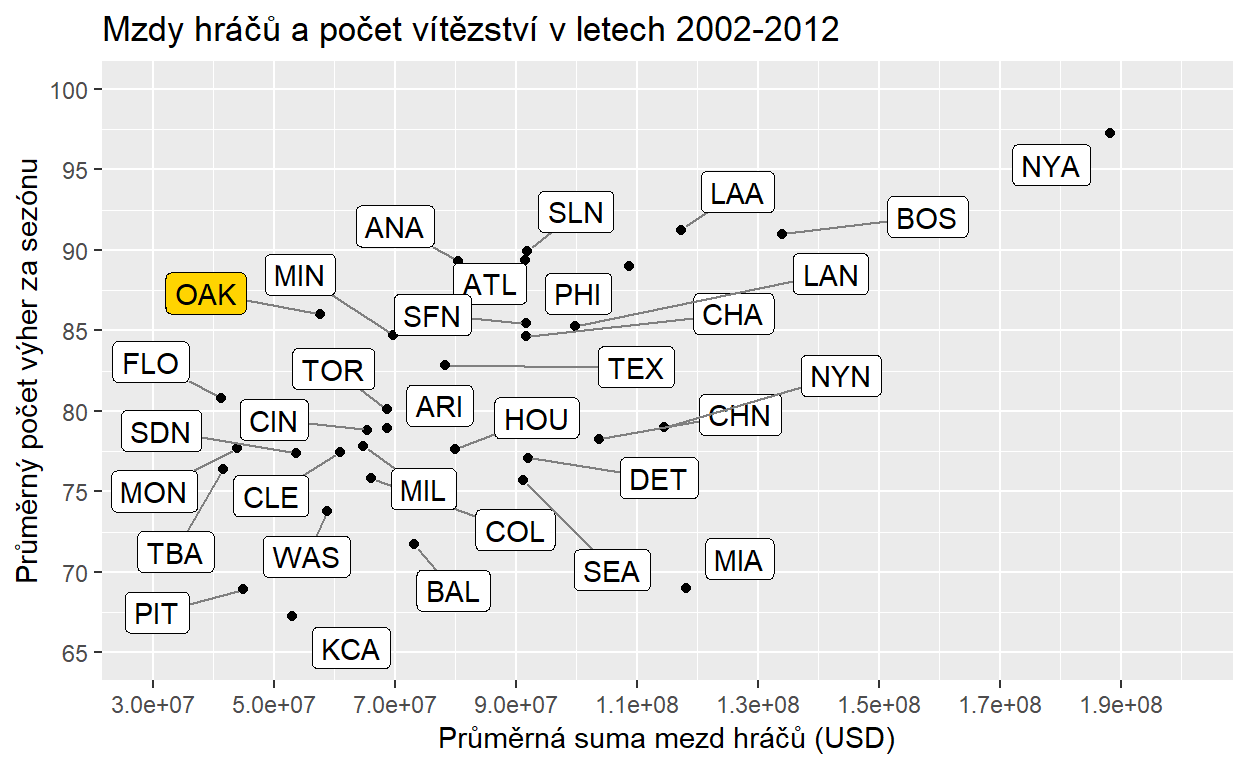 Mzdy hráčů a počet vítězství v letech 2002-2012
Průměrný počet výher za sezónu
100
95
90
85
80
75
70
65
NYA
LAA
SLN
BOS
ANA
MIN
LAN
ATL
PHI
OAK
SFN
CHA
FLO
TOR
TEX
NYN
ARI
CIN
HOU
CHN
SDN
MON
CLE
MIL
DET
TBA
WAS
COL
SEA
MIA
BAL
PIT
KCA
3.0e+07
5.0e+07
7.0e+07
9.0e+07
1.1e+08
1.3e+08
1.5e+08
1.7e+08
1.9e+08
Průměrná suma mezd hráčů (USD)